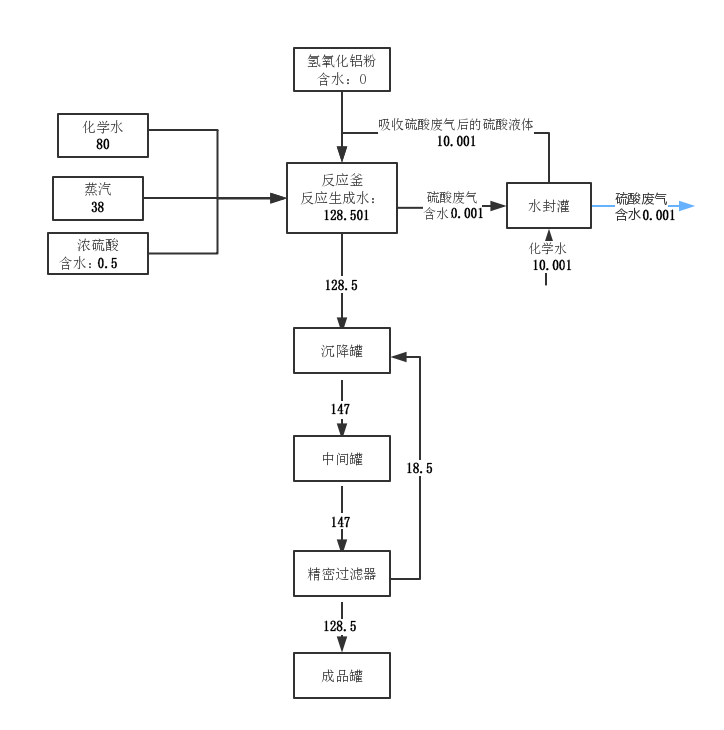 氢氧化铝粉
含水：0
化学水
80
吸收硫酸废气后的硫酸液体
10.001
蒸汽
38
反应釜
反应生成水：
128.501
硫酸废气
含水0.001
水封灌
硫酸废气
含水0.001
浓硫酸
含水：0.5
化学水
10.001
128.5
沉降罐
147
中间罐
18.5
147
精密过滤器
128.5
成品罐